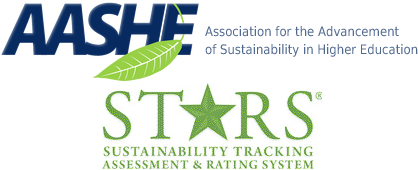 AASHE
Association for the Advancement
of Sustainability in Higher Education
STARS®
SUSTAINABILITY TRACKING
ASSESSMENT & RATING SYSTEM